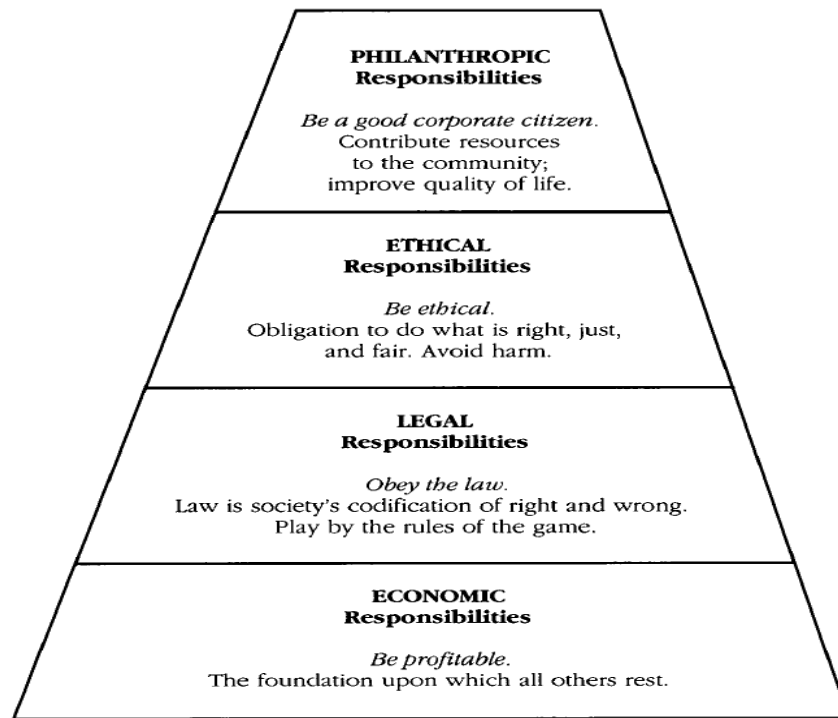 PHILANTHROPIC
Responsibilities
Be a good corporate citizen.
Contribute resources
to the community;
improve quality of life.
ETHICAL
Responsibilities
Be ethical.
Obligation to do what is right, just,
and fair. Avoid harm.
LEGAL
Responsibilities
Obey the law.
Law is society's codification of right and wrong.
Play by the rules of the game.
ECONOMIC
Responsibilities
Be profitable.
The foundation upon which all others rest.